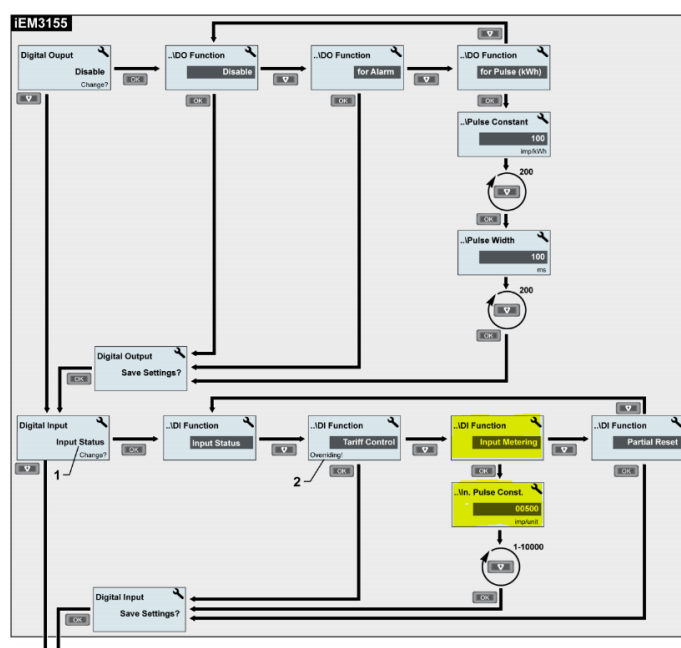 iEM3155
Digital Ouput
Disable
Change?
OK
..\DO Function
Disable
..\DO Function
for Alarm
..\DO Function
for Pulse (kWh)
OK
OK
OK
..\Pulse Constant
100
imp/kWh
200
OK
..\Pulse Width
100
ms
200
OK
Digital Output
Save Settings?
OK
Digital Input
Input Status
Change?
1
OK
..\DI Function
Input Status
..\DI Function
Tariff Control
Overriding!
2
OK
..\DI Function
Input Metering
OK
..\DI Function
Partial Reset
OK
..\In. Pulse Const.
00500
imp/unit
1-10000
OK
Digital Input
Save Settings?
OK